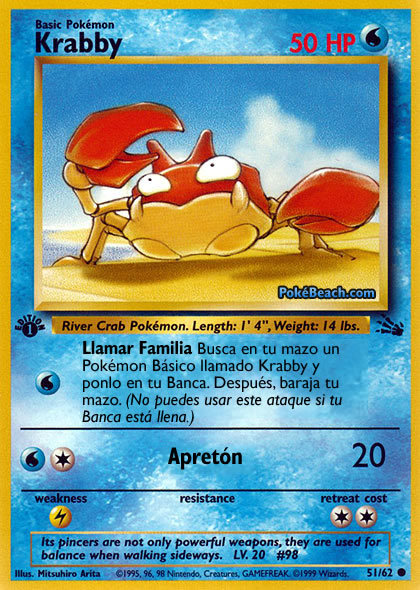 Basic Pokémon
Krabby 50 HP
PokéBeach.com
EDITION 1
River Crab Pokémon. Length: 1' 4", Weight: 14 lbs.
Llamar Familia Busca en tu mazo un
Pokémon Básico llamado Krabby y
ponlo en tu Banca. Después, baraja tu
mazo. (No puedes usar este ataque si tu
Banca está llena.)
Apretón 20
weakness resistance retreat cost
Its pincers are not only powerful weapons, they are used for
balance when walking sideways. LV. 20 #98
Illus. Mitsuhiro Arita ©1995, 96, 98 Nintendo, Creatures, GAMEFREAK. ©1999 Wizards. 51/62